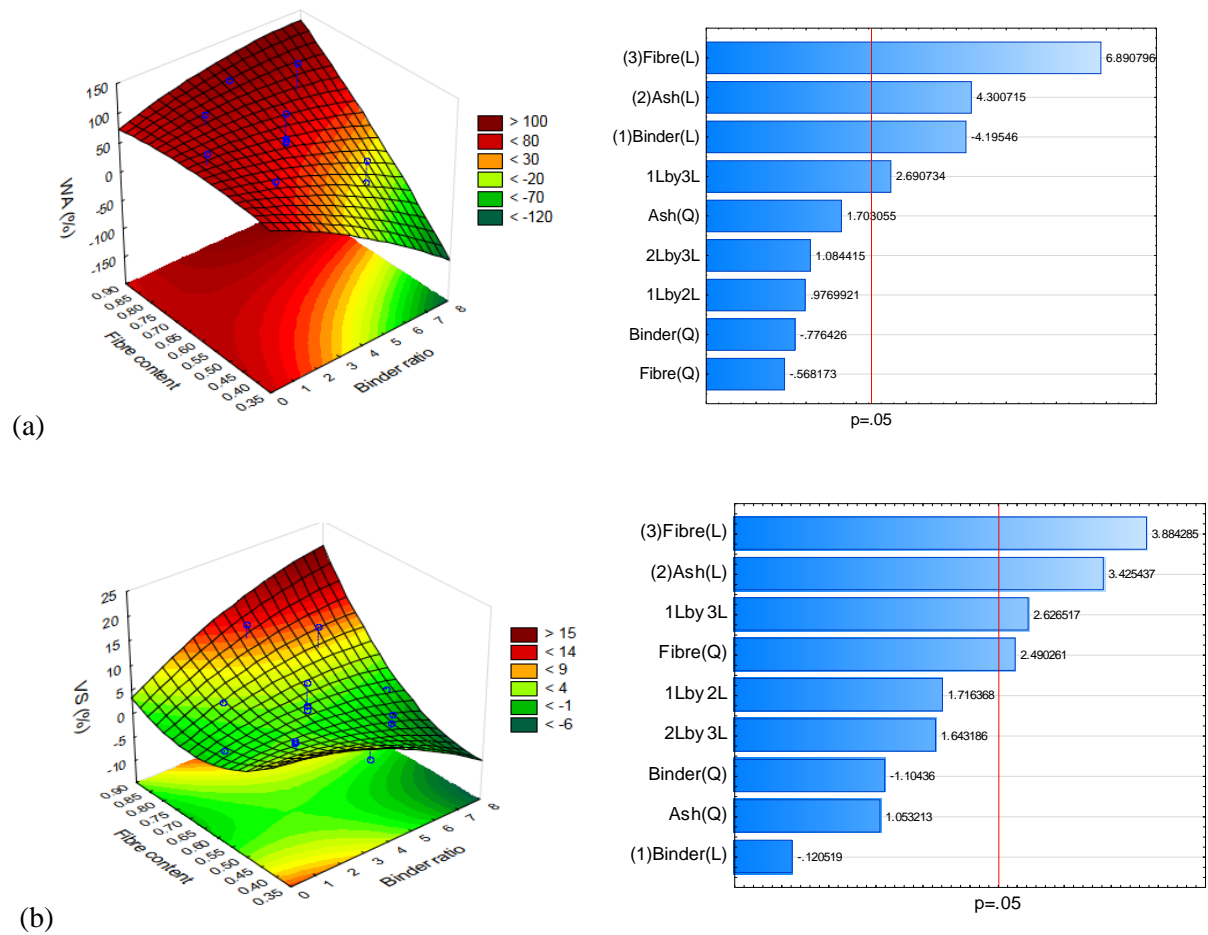 150
100
50
0
-50
-100
-150
WA (%)
0.90
0.85
0.80
0.75
0.70
0.65
0.60
0.55
0.50
0.45
0.40
0.35
Fibre content
0
1
2
3
4
5
6
7
8
Binder ratio
> 100
< 80
< 30
< -20
< -70
< -120
(3)Fibre(L) 6.890796
(2)Ash(L) 4.300715
(1)Binder(L) -4.19546
1Lby3L 2.690734
Ash(Q) 1.703055
2Lby3L 1.084415
1Lby2L .9769921
Binder(Q) -.776426
Fibre(Q) -.568173
p=.05
(a)
25
20
15
10
5
0
-5
-10
VS (%)
0.90
0.85
0.80
0.75
0.70
0.65
0.60
0.55
0.50
0.45
0.40
0.35
Fibre content
0
1
2
3
4
5
6
7
8
Binder ratio
> 15
< 14
< 9
< 4
< -1
< -6
(3)Fibre(L) 3.884285
(2)Ash(L) 3.425437
1Lby 3L 2.626517
Fibre(Q) 2.490261
1Lby 2L 1.716368
2Lby 3L 1.643186
Binder(Q) -1.10436
Ash(Q) 1.053213
(1)Binder(L) -.120519
p=.05
(b)